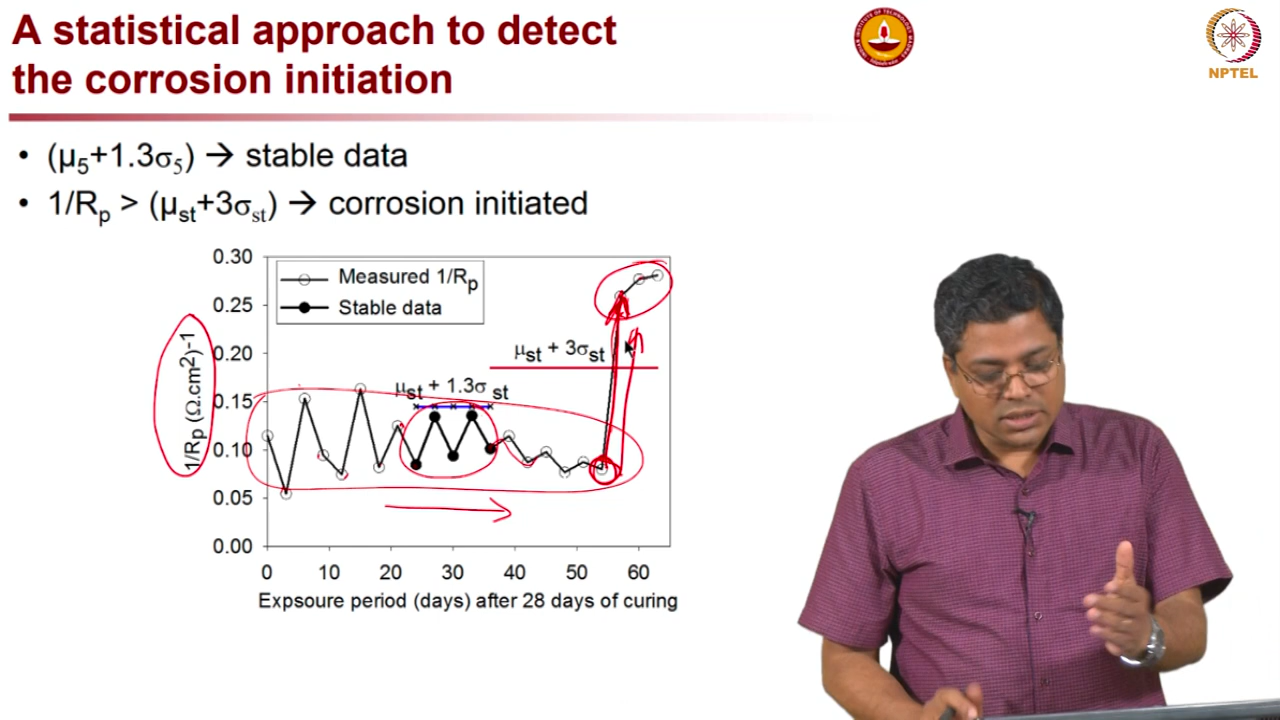 A statistical approach to detect
the corrosion initiation
NPTEL
• (μ₅+1.3σ₅) → stable data
• 1/Rₚ > (μst+3σst) → corrosion initiated
0.30
0.25
0.20
0.15
0.10
0.05
0.00
1/Rp (Ω.cm2)-1
Measured 1/Rp
Stable data
μst + 3σst
μst + 1.3σ st
0 10 20 30 40 50 60
Expsoure period (days) after 28 days of curing